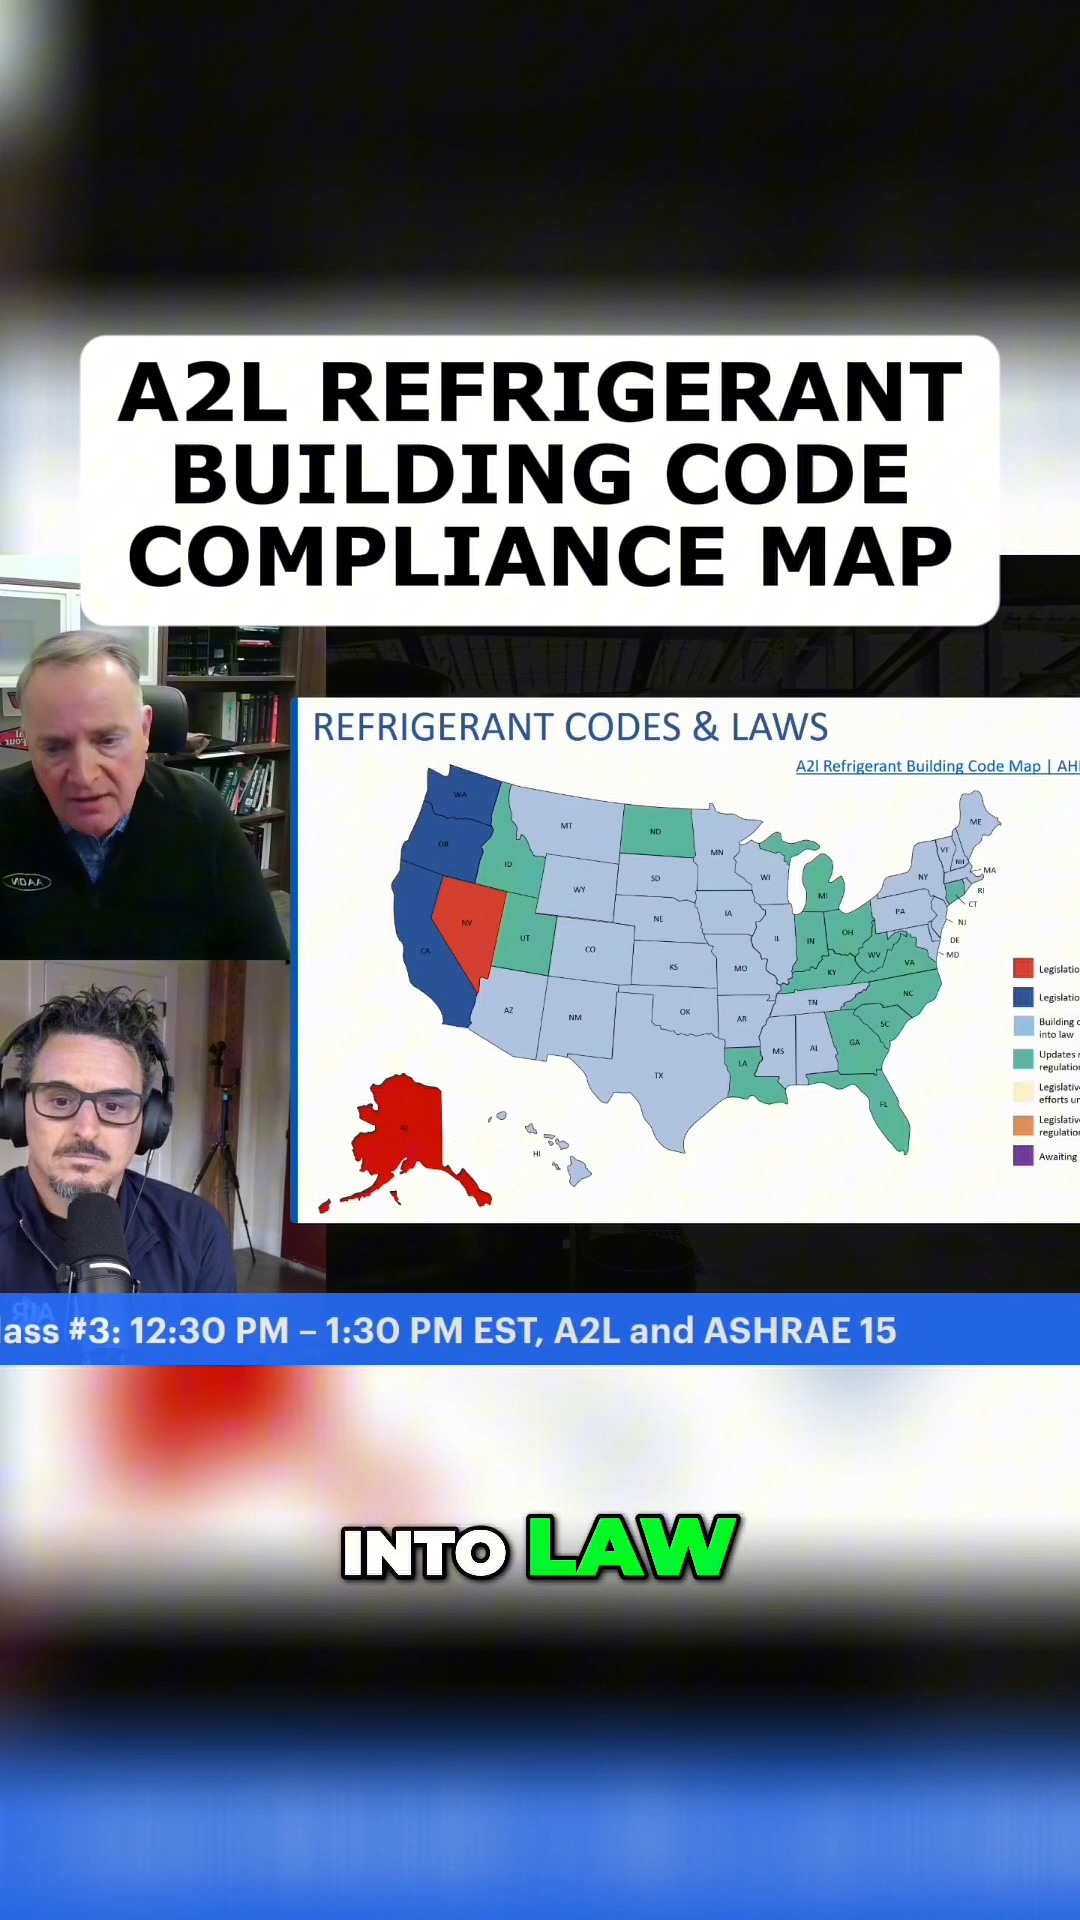 A2L REFRIGERANT
BUILDING CODE
COMPLIANCE MAP
REFRIGERANT CODES & LAWS
A2l Refrigerant Building Code Map | AH
WA
OR
CA
NV
ID
UT
AZ
MT
WY
CO
NM
ND
SD
NE
KS
OK
TX
MN
IA
MO
AR
LA
WI
IL
MS
MI
IN
KY
TN
AL
OH
WV
VA
NC
SC
GA
FL
PA
NY
VT
NH
ME
MA
RI
CT
NJ
DE
MD
HI
Legislatio
Legislatio
Building
into law
Updates
regulation
Legislativ
efforts
Legislativ
regulation
Awaiting
AAON
lass #3: 12:30 PM – 1:30 PM EST, A2L and ASHRAE 15
INTO LAW